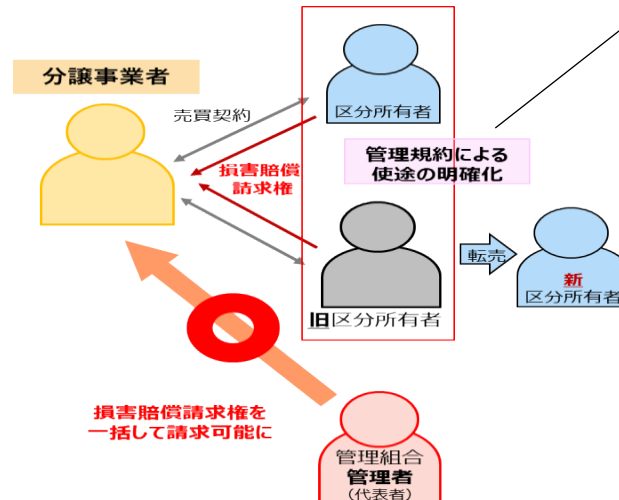 分譲事業者
売買契約
区分所有者
損害賠償
請求権
管理規約による
使途の明確化
転売
新
区分所有者
旧区分所有者
損害賠償請求権を
一括して請求可能に
管理組合
管理者
(代表者)